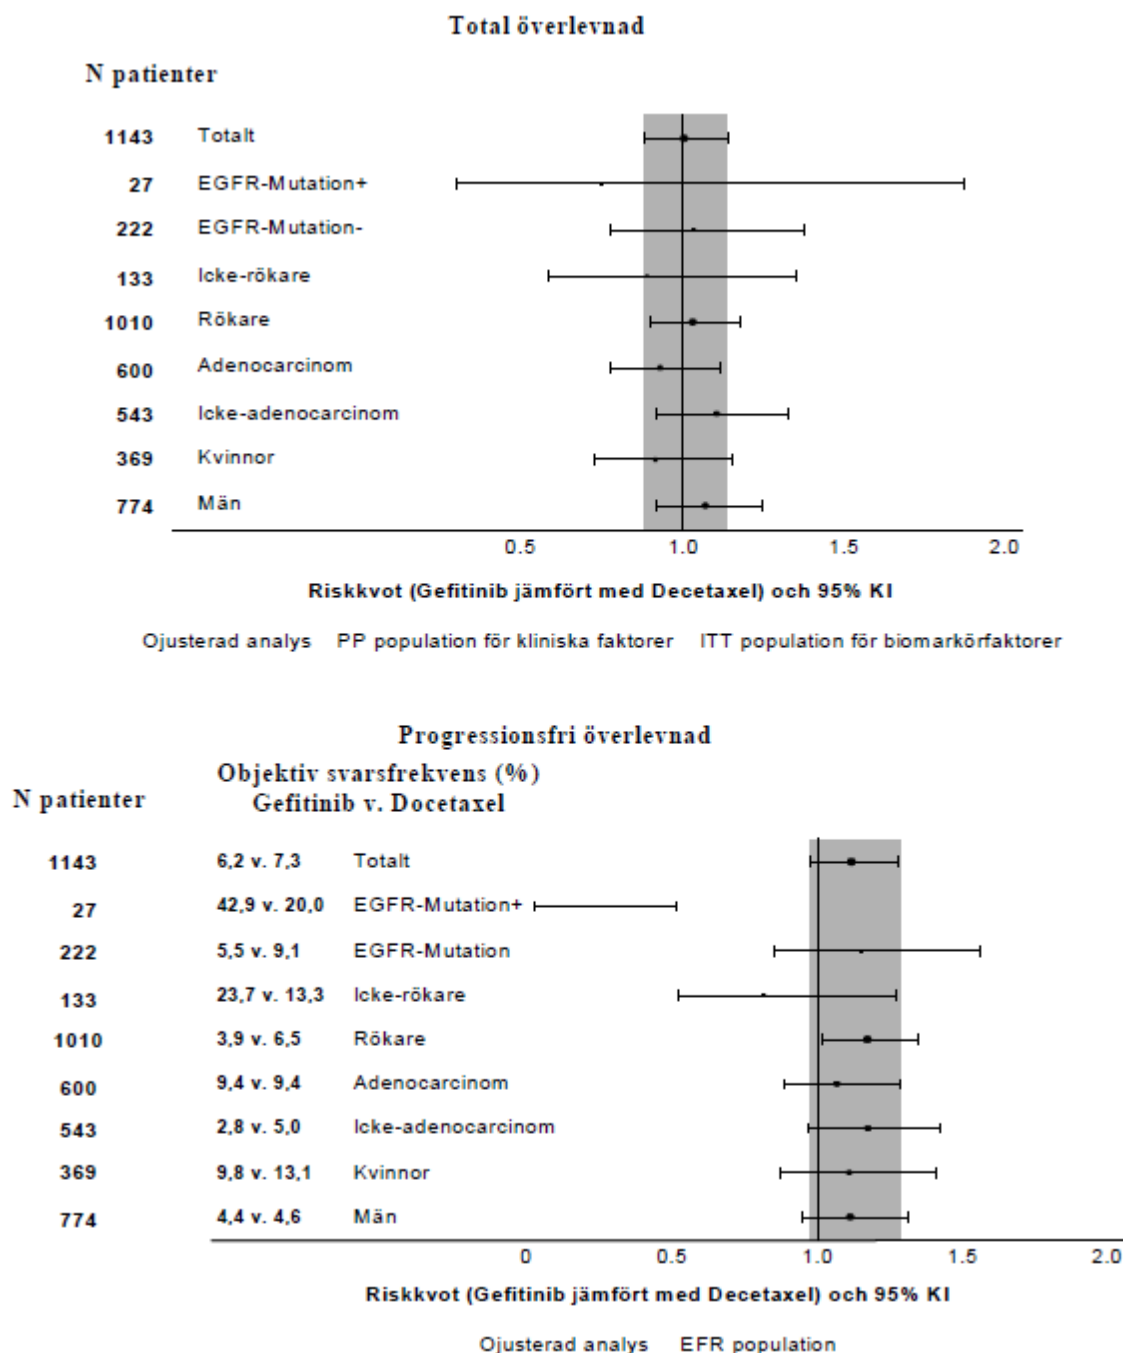 Total överlevnad
N patienter
1143 Totalt
27 EGFR-Mutation+
222 EGFR-Mutation-
133 Icke-rökare
1010 Rökare
600 Adenocarcinom
543 Icke-adenocarcinom
369 Kvinnor
774 Män
0.5 1.0 1.5 2.0
Riskkvot (Gefitinib jämfört med Decetaxel) och 95% KI
Ojusterad analys PP population för kliniska faktorer ITT population för biomarkörfaktorer
Progressionsfri överlevnad
Objektiv svarsfrekvens (%)
N patienter Gefitinib v. Docetaxel
1143 6,2 v. 7,3 Totalt
27 42,9 v. 20,0 EGFR-Mutation+
222 5,5 v. 9,1 EGFR-Mutation
133 23,7 v. 13,3 Icke-rökare
1010 3,9 v. 6,5 Rökare
600 9,4 v. 9,4 Adenocarcinom
543 2,8 v. 5,0 Icke-adenocarcinom
369 9,8 v. 13,1 Kvinnor
774 4,4 v. 4,6 Män
0 0.5 1.0 1.5 2.0
Riskkvot (Gefitinib jämfört med Decetaxel) och 95% KI
Ojusterad analys EFR population